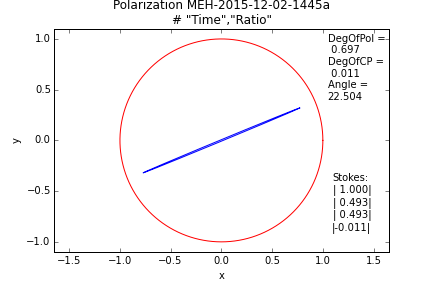 Polarization MEH-2015-12-02-1445a
# "Time","Ratio"
DegOfPol =
0.697
DegOfCP =
0.011
Angle =
22.504
1.0
0.5
0.0
−0.5
−1.0
y
Stokes:
| 1.000|
| 0.493|
| 0.493|
|-0.011|
−1.5
−1.0
−0.5
0.0
0.5
1.0
1.5
x